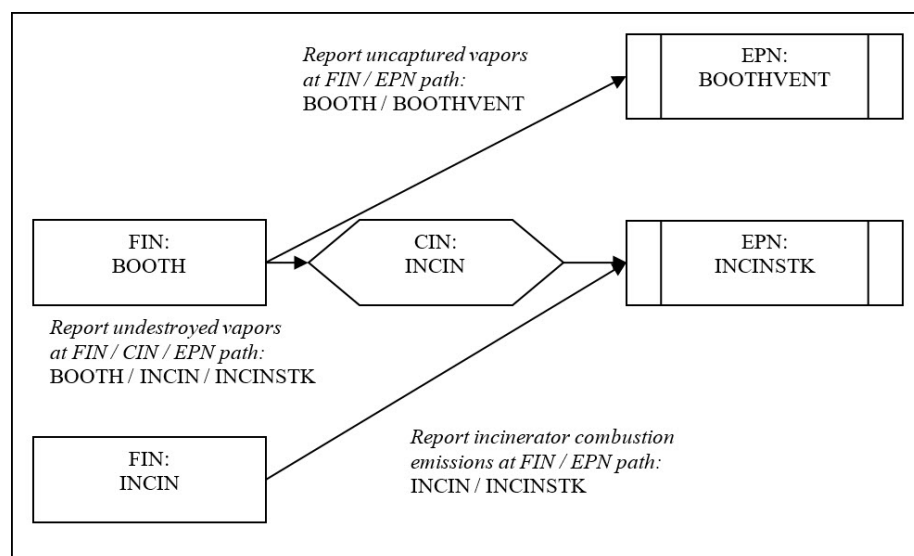 Report uncaptured vapors
at FIN / EPN path:
BOOTH / BOOTHVENT
EPN:
BOOTHVENT
FIN:
BOOTH
CIN:
INCIN
EPN:
INCINSTK
Report undestroyed vapors
at FIN / CIN / EPN path:
BOOTH / INCIN / INCINSTK
FIN:
INCIN
Report incinerator combustion
emissions at FIN / EPN path:
INCIN / INCINSTK